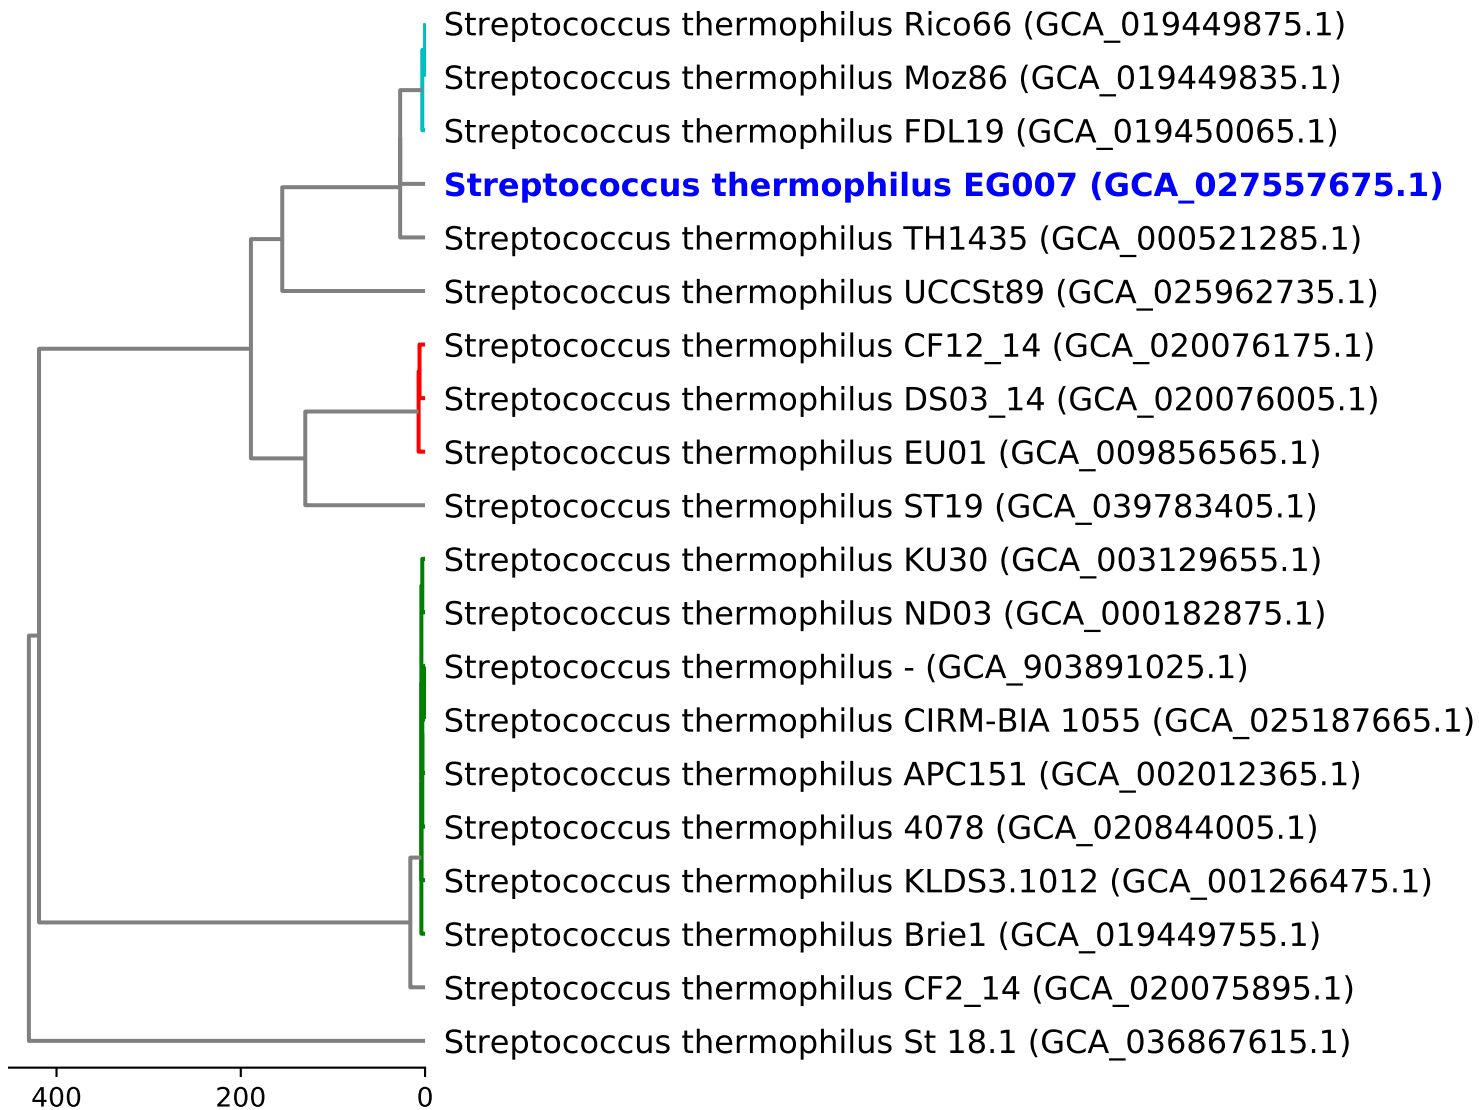 Streptococcus thermophilus Rico66 (GCA_019449875.1)
Streptococcus thermophilus Moz86 (GCA_019449835.1)
Streptococcus thermophilus FDL19 (GCA_019450065.1)
Streptococcus thermophilus EG007 (GCA_027557675.1)
Streptococcus thermophilus TH1435 (GCA_000521285.1)
Streptococcus thermophilus UCCSt89 (GCA_025962735.1)
Streptococcus thermophilus CF12_14 (GCA_020076175.1)
Streptococcus thermophilus DS03_14 (GCA_020076005.1)
Streptococcus thermophilus EU01 (GCA_009856565.1)
Streptococcus thermophilus ST19 (GCA_039783405.1)
Streptococcus thermophilus KU30 (GCA_003129655.1)
Streptococcus thermophilus ND03 (GCA_000182875.1)
Streptococcus thermophilus - (GCA_903891025.1)
Streptococcus thermophilus CIRM-BIA 1055 (GCA_025187665.1)
Streptococcus thermophilus APC151 (GCA_002012365.1)
Streptococcus thermophilus 4078 (GCA_020844005.1)
Streptococcus thermophilus KLDS3.1012 (GCA_001266475.1)
Streptococcus thermophilus Brie1 (GCA_019449755.1)
Streptococcus thermophilus CF2_14 (GCA_020075895.1)
Streptococcus thermophilus St 18.1 (GCA_036867615.1)
400 200 0